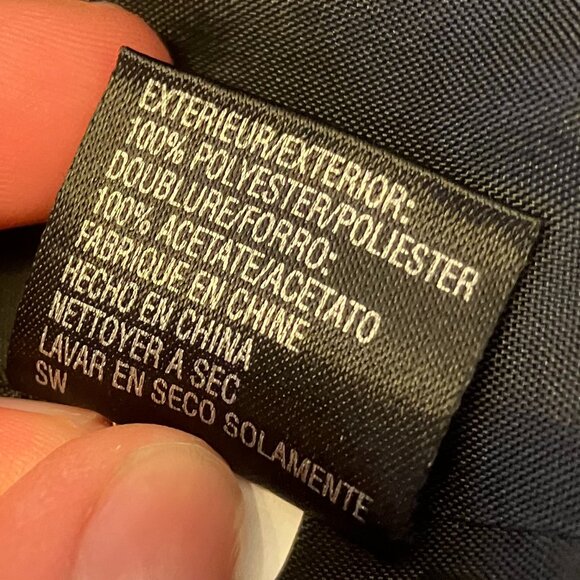 EXTERIEUR/EXTERIOR:
100% POLYESTER/POLIESTER
DOUBLURE/FORRO:
100% ACETATE/ACETATO
FABRIQUE EN CHINE
HECHO EN CHINA
NETTOYER A SEC
LAVAR EN SECO SOLAMENTE
SW